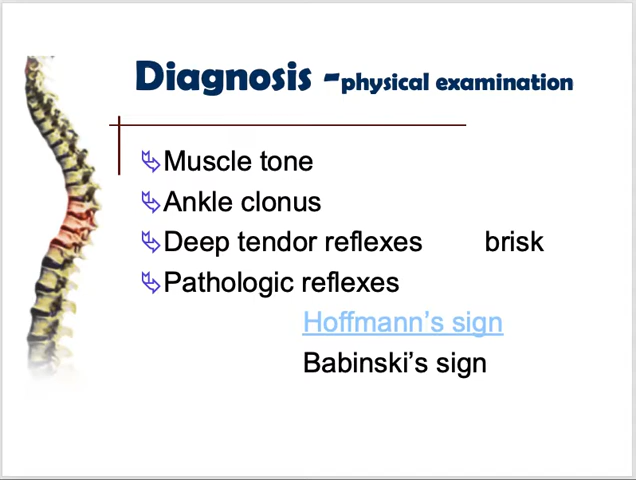 Diagnosis -physical examination
Muscle tone
Ankle clonus
Deep tendor reflexes brisk
Pathologic reflexes
Hoffmann's sign
Babinski's sign